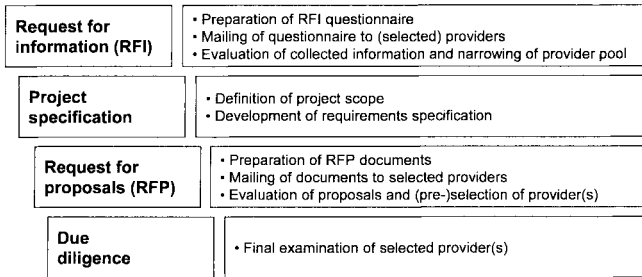 Request for
information (RFI)
• Preparation of RFI questionnaire
• Mailing of questionnaire to (selected) providers
• Evaluation of collected information and narrowing of provider pool
Project
specification
• Definition of project scope
• Development of requirements specification
Request for
proposals (RFP)
• Preparation of RFP documents
• Mailing of documents to selected providers
• Evaluation of proposals and (pre-)selection of provider(s)
Due
diligence
• Final examination of selected provider(s)